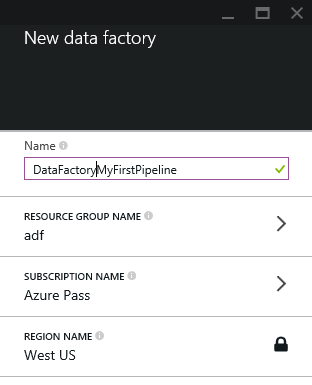 New data factory
Name
DataFactoryMyFirstPipeline
RESOURCE GROUP NAME
adf
SUBSCRIPTION NAME
Azure Pass
REGION NAME
West US